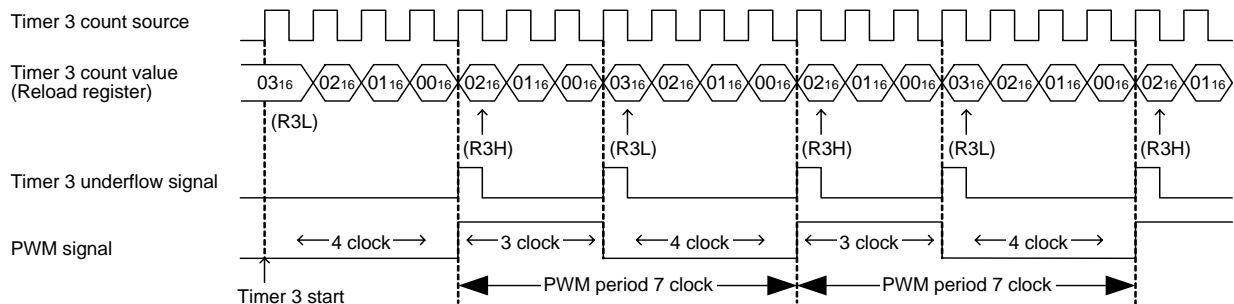 Timer 3 count source
Timer 3 count value
(Reload register)
0316 0216 0116 0016 0216 0116 0016 0316 0216 0116 0016 0216 0116 0016 0316 0216 0116 0016 0216 0116
(R3L) (R3H) (R3L) (R3H) (R3L) (R3H)
Timer 3 underflow signal
PWM signal
4 clock 3 clock 4 clock 3 clock 4 clock
PWM period 7 clock PWM period 7 clock
Timer 3 start